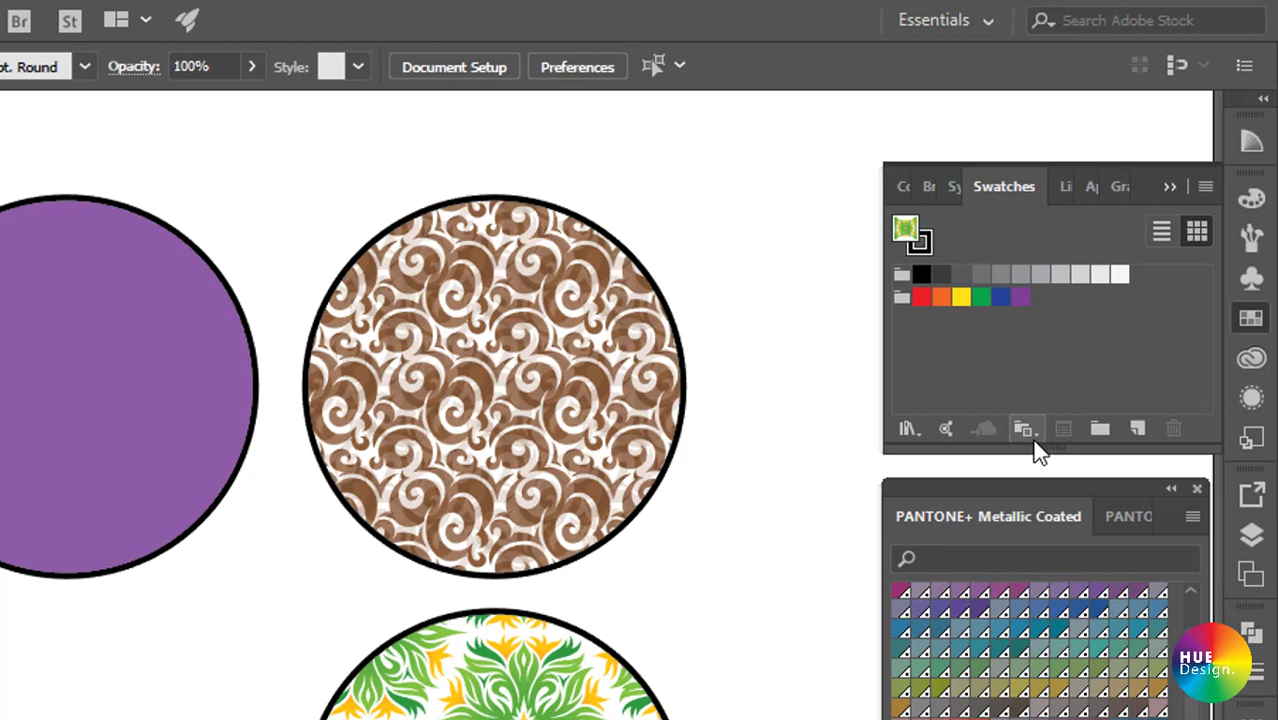 Br St Essentials Search Adobe Stock
ot. Round Opacity: 100% Style: Document Setup Preferences
Cc Br Sy Swatches Li Ap Gra
PANTONE+ Metallic Coated PANTO
HUE
Design.